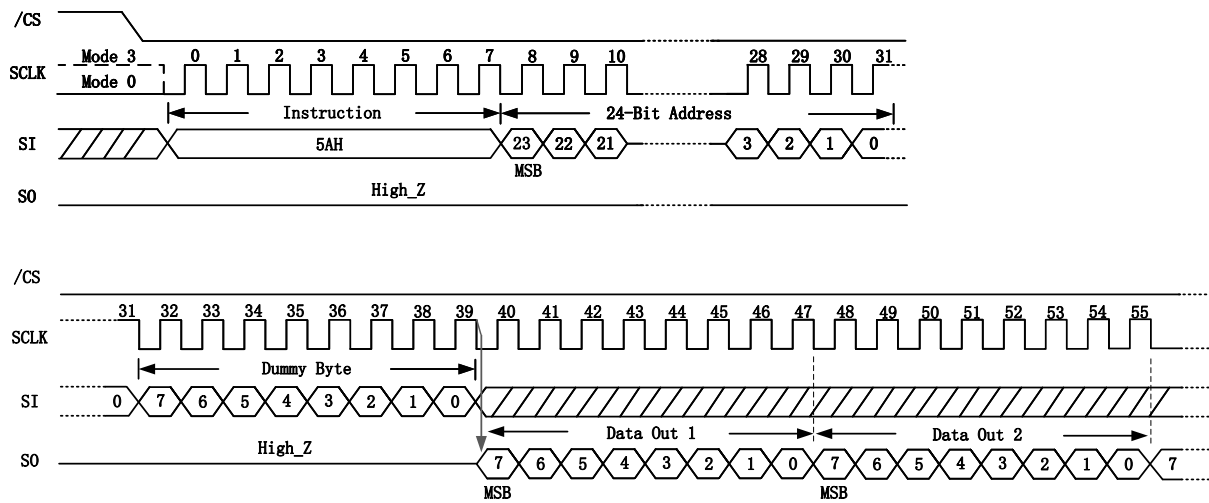 /CS
Mode 3 0 1 2 3 4 5 6 7 8 9 10 28 29 30 31
SCLK
Mode 0
Instruction 24-Bit Address
SI 5AH 23 22 21 3 2 1 0
MSB
High_Z
SO
/CS
31 32 33 34 35 36 37 38 39 40 41 42 43 44 45 46 47 48 49 50 51 52 53 54 55
SCLK
Dummy Byte
SI 0 7 6 5 4 3 2 1 0
High_Z Data Out 1 Data Out 2
SO 7 6 5 4 3 2 1 0 7 6 5 4 3 2 1 0 7
MSB MSB